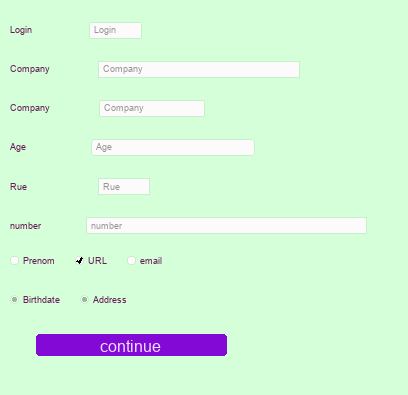 Login Login
Company Company
Company Company
Age Age
Rue Rue
number number
Prenom URL email
Birthdate Address
continue